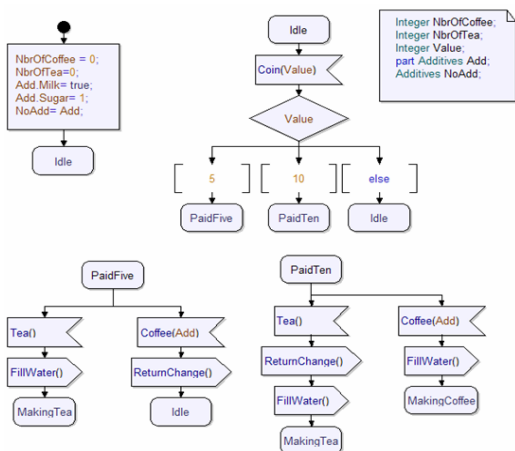 NbrOfCoffee = 0;
NbrOfTea=0;
Add.Milk= true;
Add.Sugar= 1;
NoAdd= Add;
Idle
Idle
Coin(Value)
Value
5
10
else
PaidFive
PaidTen
Idle
Integer NbrOfCoffee;
Integer NbrOfTea;
Integer Value;
part Additives Add;
Additives NoAdd;
PaidFive
Tea()
Coffee(Add)
FillWater()
ReturnChange()
MakingTea
Idle
PaidTen
Tea()
Coffee(Add)
ReturnChange()
FillWater()
FillWater()
MakingCoffee
MakingTea